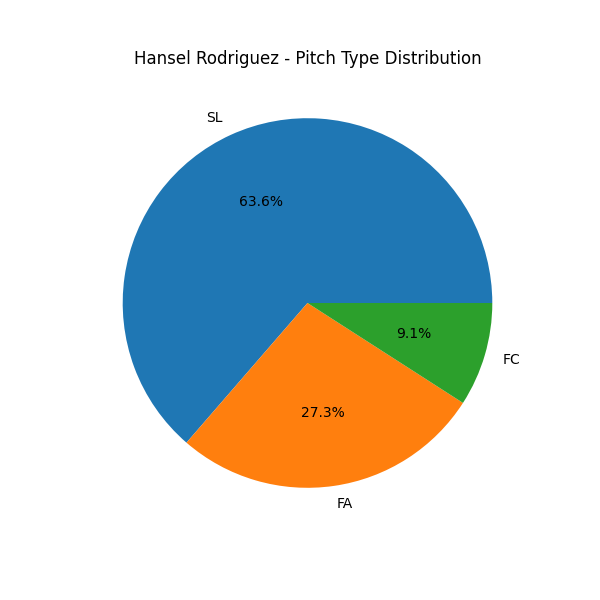 Hansel Rodriguez - Pitch Type Distribution
SL
63.6%
9.1%
FC
27.3%
FA